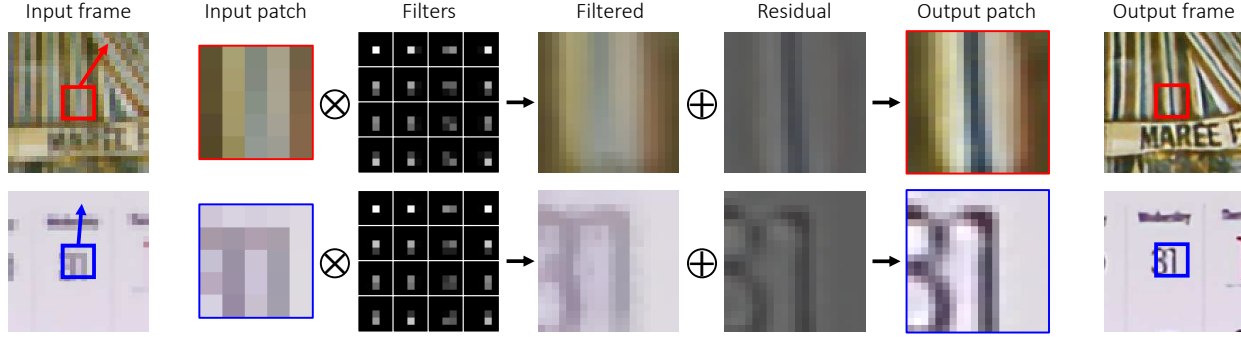 Input frame Input patch Filters Filtered Residual Output patch Output frame
MAREE F
31